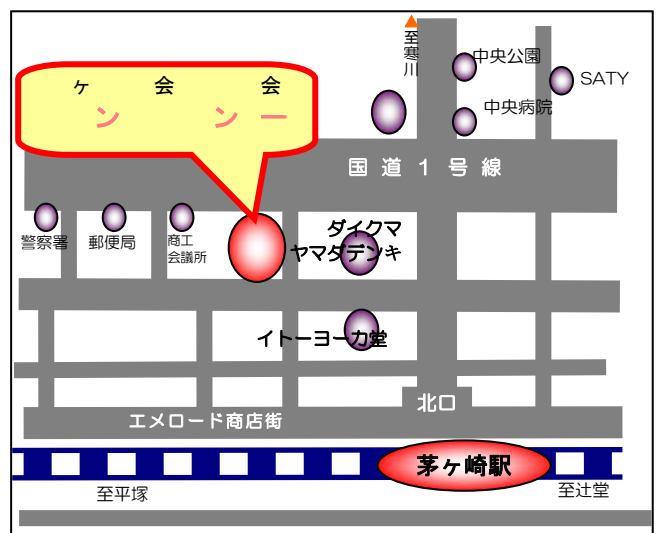 至寒川
中央公園
SATY
中央病院
ヶ 会 会
ン ン ー
国道1号線
警察署
郵便局
商工
会議所
ダイクマ
ヤマダデンキ
イトーヨーカ堂
北口
エメロード商店街
茅ヶ崎駅
至平塚
至辻堂